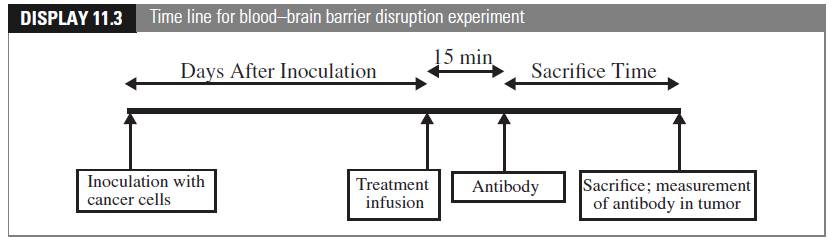 DISPLAY 11.3 Time line for blood–brain barrier disruption experiment
15 min
Days After Inoculation
Sacrifice Time
Inoculation with
cancer cells
Treatment
infusion
Antibody
Sacrifice; measurement
of antibody in tumor